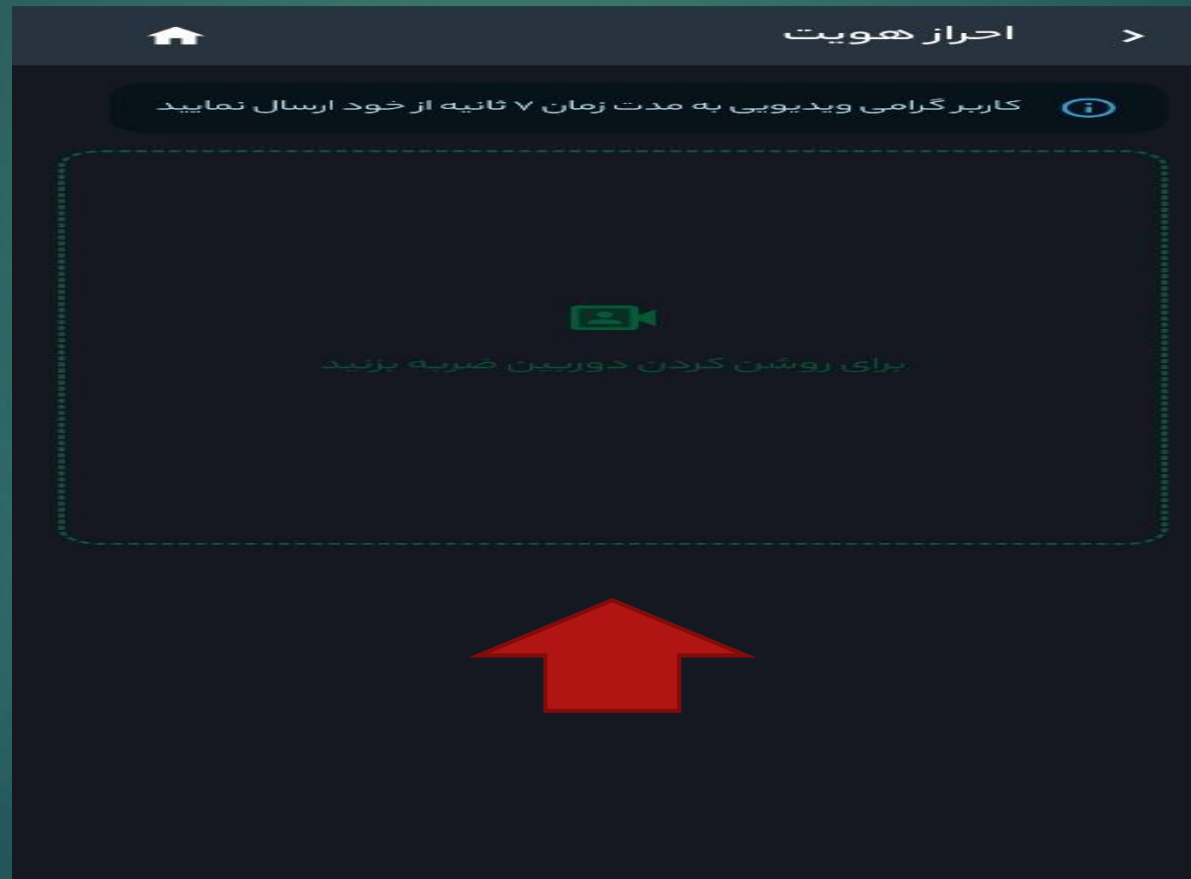 احراز هویت
کاربر گرامی ویدیویی به مدت زمان ۷ ثانیه از خود ارسال نمایید
برای روشن کردن دوربین ضربه بزنید